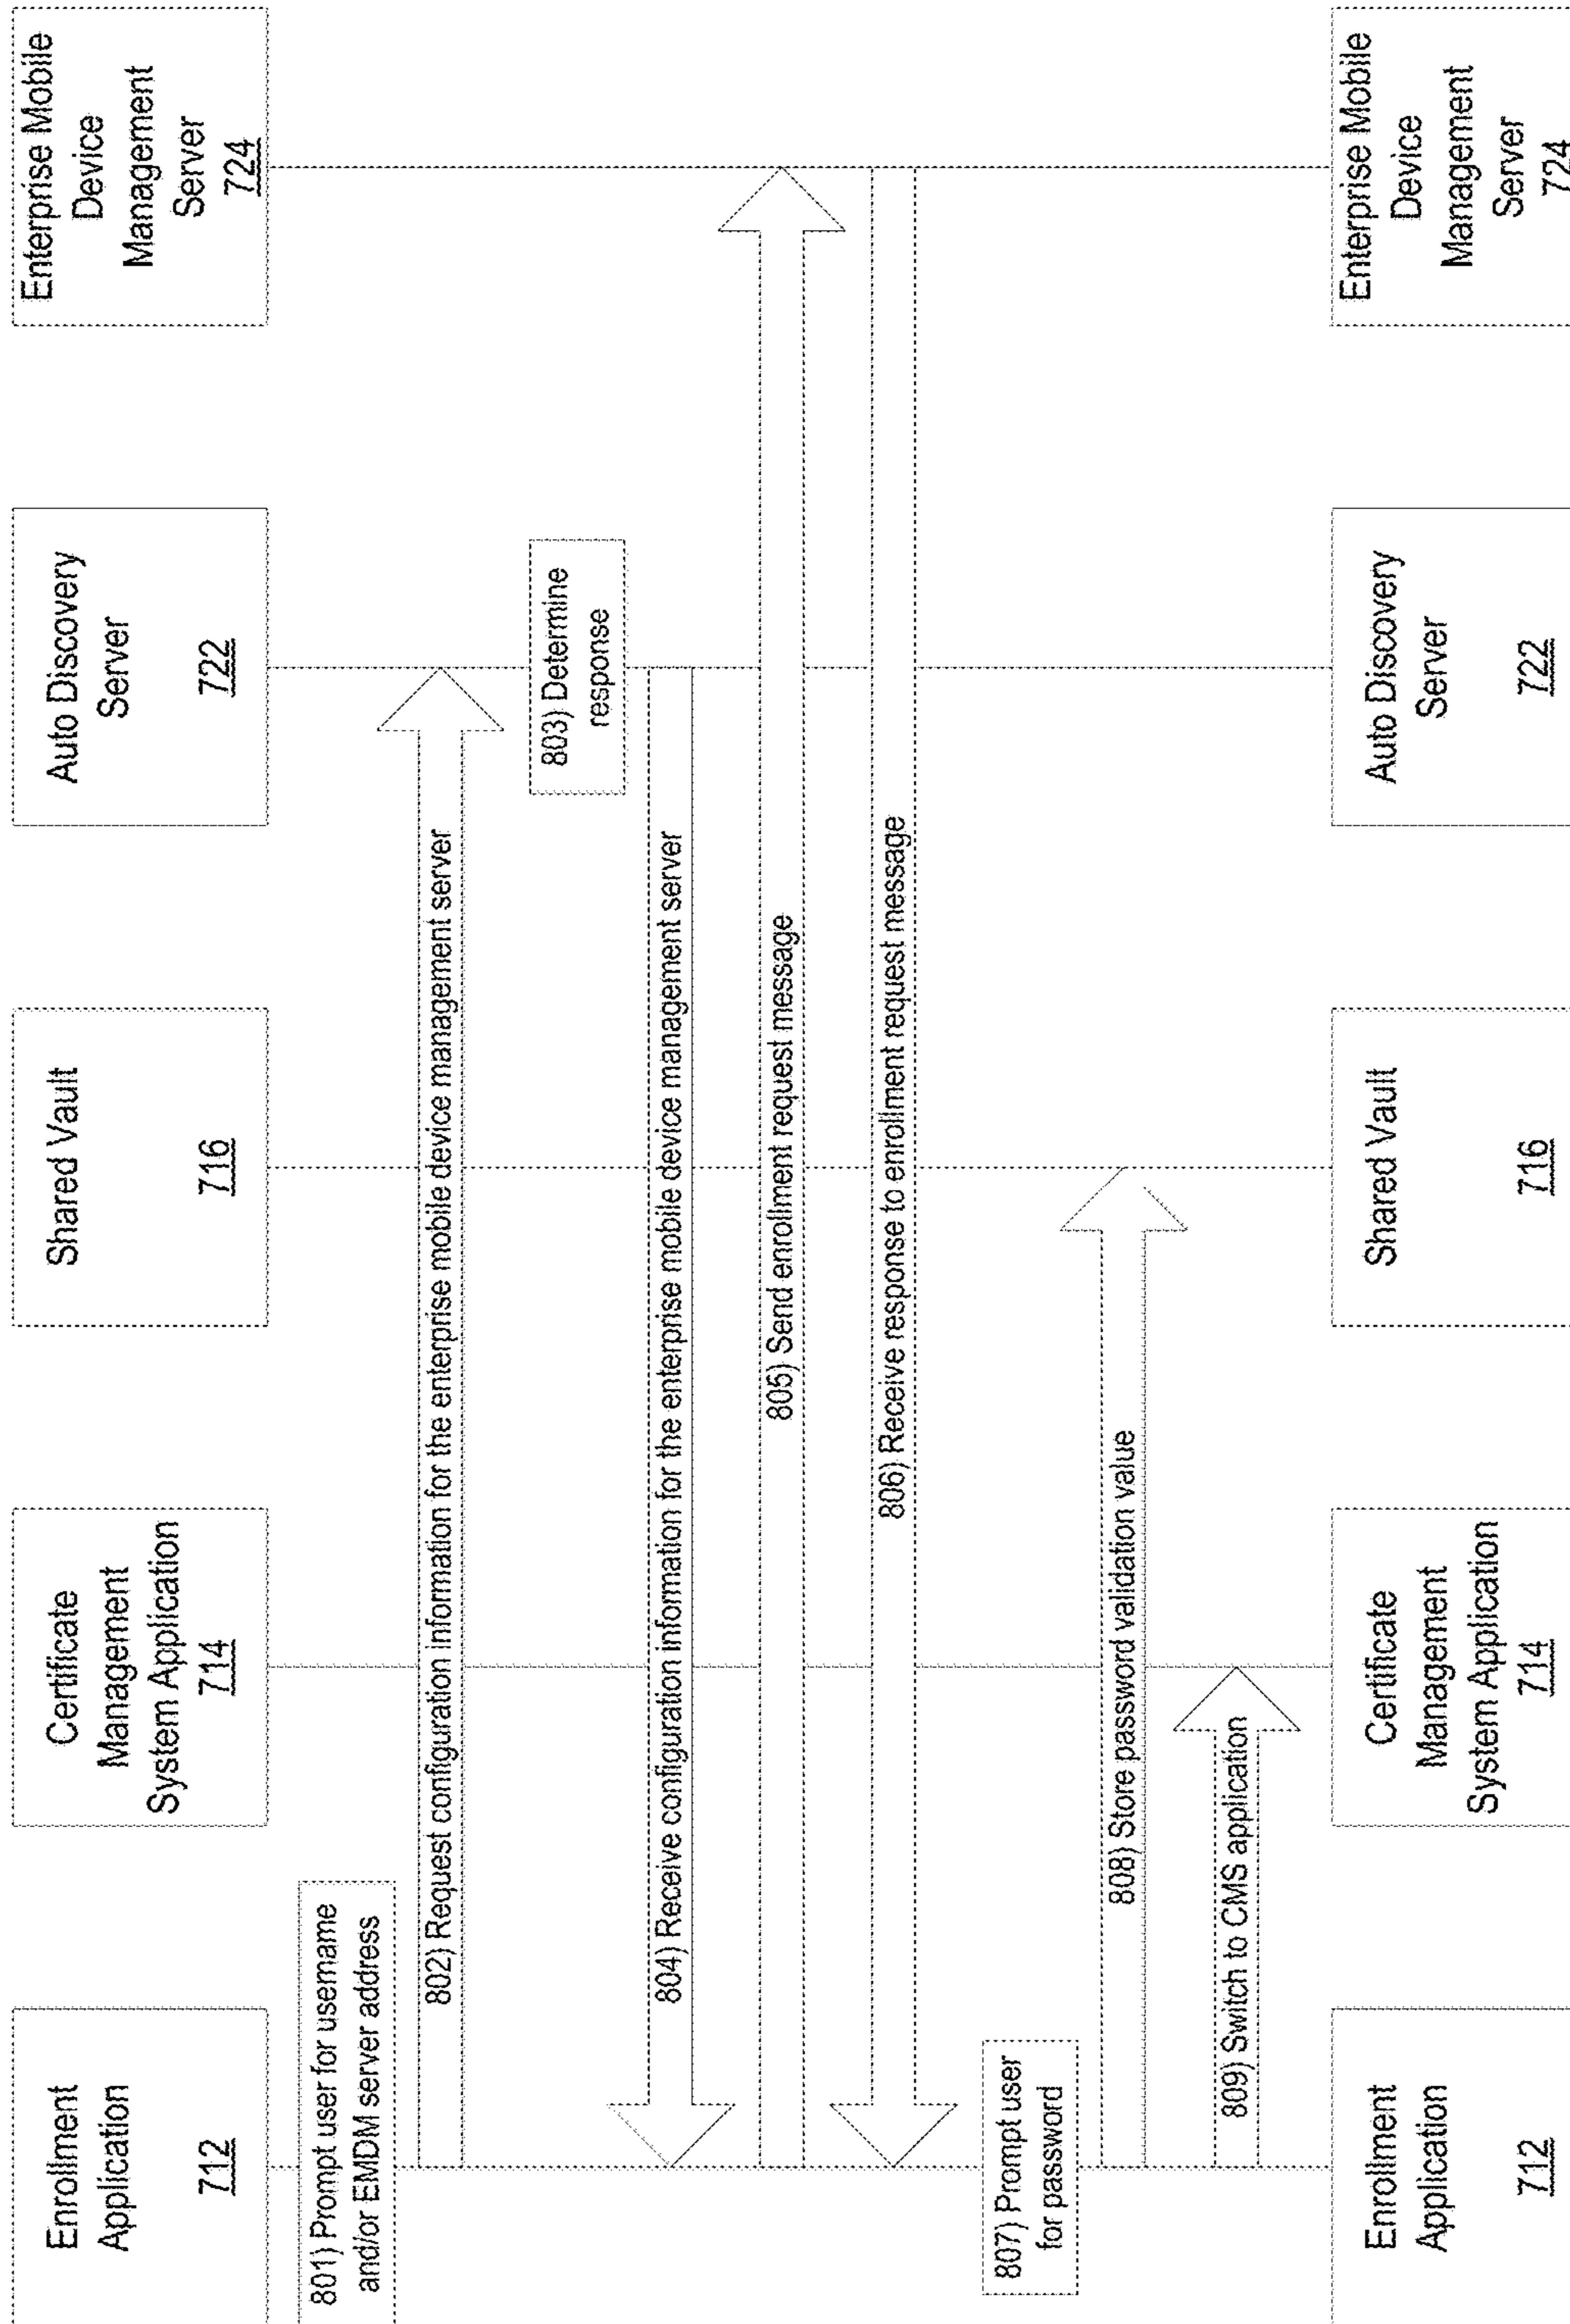 Enrollment
Application
712
Certificate
Management
System Application
714
Shared Vault
716
Auto Discovery
Server
722
Enterprise Mobile
Device
Management
Server
724
801) Prompt user for username
and/or EMDM server address
802) Request configuration information for the enterprise mobile device management server
803) Determine
response
804) Receive configuration information for the enterprise mobile device management server
805) Send enrollment request message
806) Receive response to enrollment request message
807) Prompt user
for password
808) Store password validation value
809) Switch to CMS application
Enrollment
Application
712
Certificate
Management
System Application
714
Shared Vault
716
Auto Discovery
Server
722
Enterprise Mobile
Device
Management
Server
724